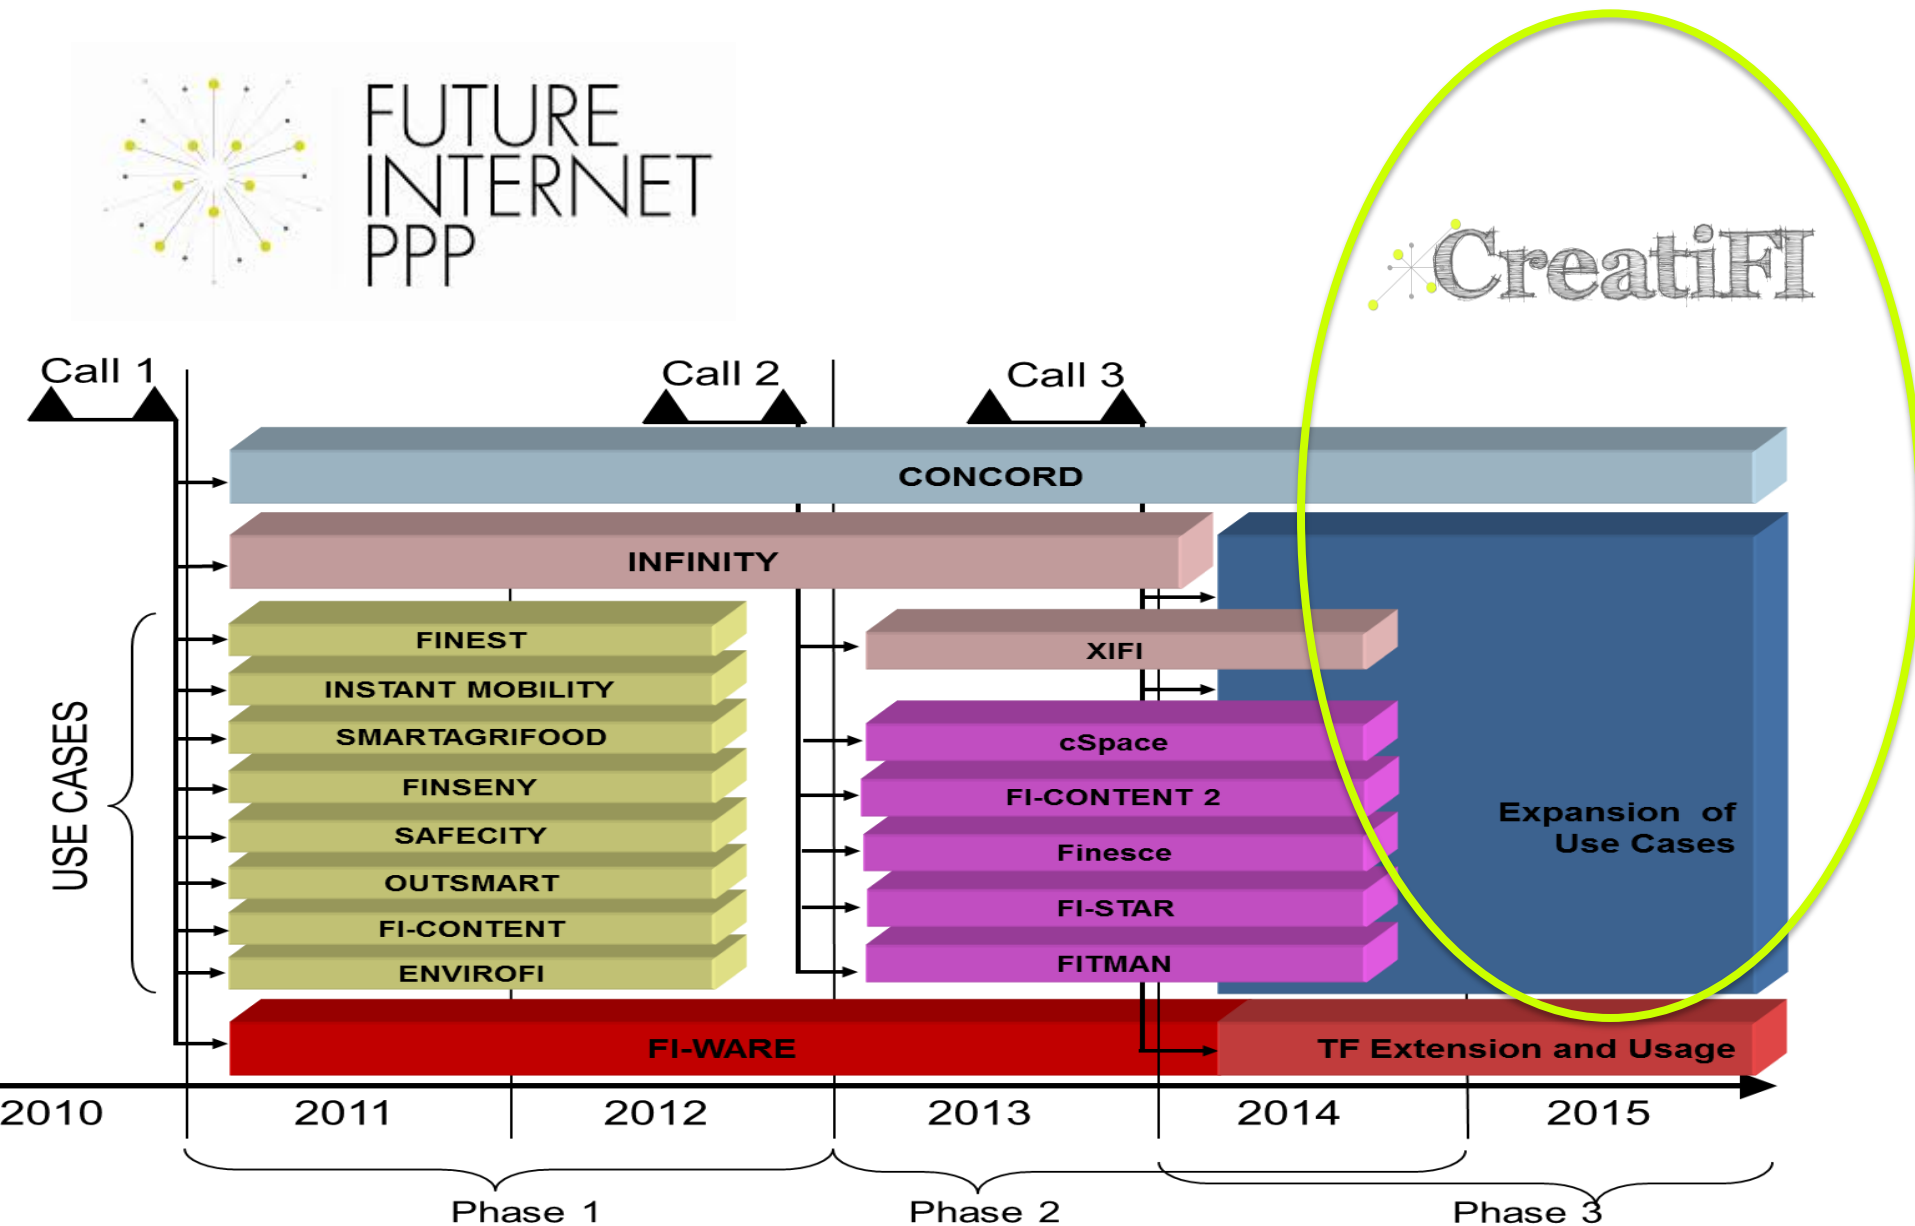 FUTURE
INTERNET
PPP
CreatiFI
Call 1
Call 2
Call 3
CONCORD
INFINITY
USE CASES
FINEST
INSTANT MOBILITY
SMARTAGRIFOOD
FINSENY
SAFECITY
OUTSMART
FI-CONTENT
ENVIROFI
XIFI
cSpace
FI-CONTENT 2
Finesce
FI-STAR
FITMAN
Expansion of
Use Cases
FI-WARE
TF Extension and Usage
2010
2011
2012
2013
2014
2015
Phase 1
Phase 2
Phase 3